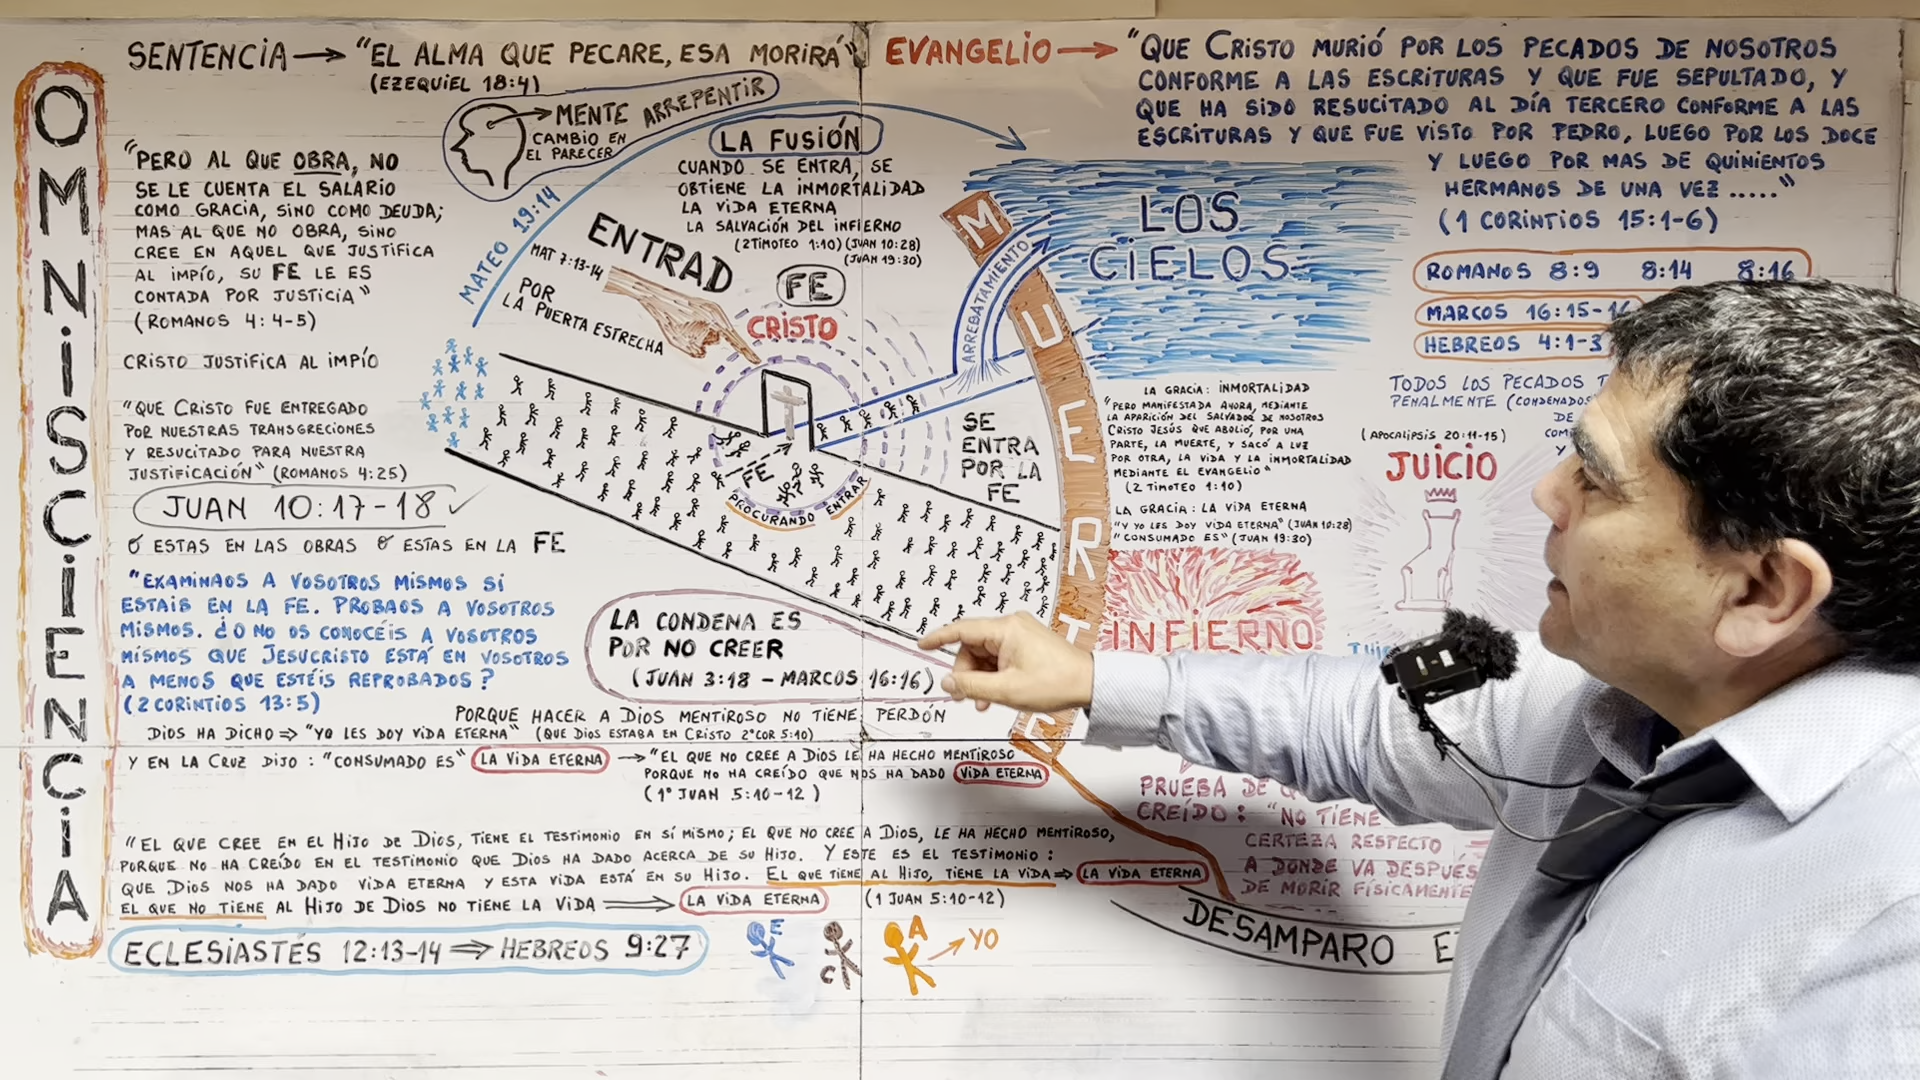 OMNISCIENCIA
SENTENCIA → "EL ALMA QUE PECARE, ESA MORIRÁ"
(EZEQUIEL 18:4)
MENTE ARREPENTIR
CAMBIO EN
EL PARECER
EVANGELIO → "QUE CRISTO MURIÓ POR LOS PECADOS DE NOSOTROS
CONFORME A LAS ESCRITURAS Y QUE FUE SEPULTADO, Y
QUE HA SIDO RESUCITADO AL DÍA TERCERO CONFORME A LAS
ESCRITURAS Y QUE FUE VISTO POR PEDRO, LUEGO POR LOS DOCE
Y LUEGO POR MAS DE QUINIENTOS
HERMANOS DE UNA VEZ ....."
(1 CORINTIOS 15:1-6)
"PERO AL QUE OBRA, NO
SE LE CUENTA EL SALARIO
COMO GRACIA, SINO COMO DEUDA;
MAS AL QUE NO OBRA, SINO
CREE EN AQUEL QUE JUSTIFICA
AL IMPÍO, SU FE LE ES
CONTADA POR JUSTICIA"
(ROMANOS 4:4-5)
CRISTO JUSTIFICA AL IMPÍO
"QUE CRISTO FUE ENTREGADO
POR NUESTRAS TRANSGRECIONES
Y RESUCITADO PARA NUESTRA
JUSTIFICACIÓN" (ROMANOS 4:25)
JUAN 10:17-18
Ó ESTAS EN LAS OBRAS Ó ESTAS EN LA FE
"EXAMINAOS A VOSOTROS MISMOS SI
ESTAIS EN LA FE. PROBAOS A VOSOTROS
MISMOS. ¿O NO OS CONOCÉIS A VOSOTROS
MISMOS QUE JESUCRISTO ESTÁ EN VOSOTROS
A MENOS QUE ESTÉIS REPROBADOS?
(2 CORINTIOS 13:5)
MATEO 19:14
LA FUSIÓN
CUANDO SE ENTRA, SE
OBTIENE LA INMORTALIDAD
LA VIDA ETERNA
LA SALVACIÓN DEL INFIERNO
(2TIMOTEO 1:10) (JUAN 10:28)
(JUAN 19:30)
ENTRAD
MAT 7:13-14
POR
LA PUERTA ESTRECHA
FE
CRISTO
FE
PROCURANDO ENTRAR
SE
ENTRA
POR LA
FE
ARREBATAMIENTO
MUERTE
LOS
CIELOS
ROMANOS 8:9 8:14 8:16
MARCOS 16:15-16
HEBREOS 4:1-3
TODOS LOS PECADOS
PENALMENTE (CONDENADOS
DE
Y
LA GRACIA: INMORTALIDAD
"PERO MANIFESTADA AHORA, MEDIANTE
LA APARICIÓN DEL SALVADOR DE NOSOTROS
CRISTO JESÚS QUE ABOLIÓ, POR UNA
PARTE, LA MUERTE, Y SACÓ A LUZ
POR OTRA, LA VIDA Y LA INMORTALIDAD
MEDIANTE EL EVANGELIO"
(2 TIMOTEO 1:10)
LA GRACIA: LA VIDA ETERNA
"Y YO LES DOY VIDA ETERNA" (JUAN 10:28)
"CONSUMADO ES" (JUAN 19:30)
(APOCALIPSIS 20:11-15)
JUICIO
INFIERNO
LA CONDENA ES
POR NO CREER
(JUAN 3:18 - MARCOS 16:16)
PORQUE HACER A DIOS MENTIROSO NO TIENE PERDÓN
DIOS HA DICHO ⇒ "YO LES DOY VIDA ETERNA" (QUE DIOS ESTABA EN CRISTO 2°COR 5:10)
Y EN LA CRUZ DIJO: "CONSUMADO ES" LA VIDA ETERNA → "EL QUE NO CREE A DIOS LE HA HECHO MENTIROSO
PORQUE NO HA CREÍDO QUE NOS HA DADO VIDA ETERNA
(1° JUAN 5:10-12)
"EL QUE CREE EN EL HIJO DE DIOS, TIENE EL TESTIMONIO EN SÍ MISMO; EL QUE NO CREE A DIOS, LE HA HECHO MENTIROSO,
PORQUE NO HA CREÍDO EN EL TESTIMONIO QUE DIOS HA DADO ACERCA DE SU HIJO. Y ESTE ES EL TESTIMONIO:
QUE DIOS NOS HA DADO VIDA ETERNA Y ESTA VIDA ESTÁ EN SU HIJO. EL QUE TIENE AL HIJO, TIENE LA VIDA ⇒ LA VIDA ETERNA
EL QUE NO TIENE AL HIJO DE DIOS NO TIENE LA VIDA ⇒ LA VIDA ETERNA (1 JUAN 5:10-12)
ECLESIASTÉS 12:13-14 ⇒ HEBREOS 9:27
E C A → YO
PRUEBA DE
CREÍDO: "NO TIENE
CERTEZA RESPECTO
A DONDE VA DESPUÉS
DE MORIR FÍSICAMENTE
DESAMPARO